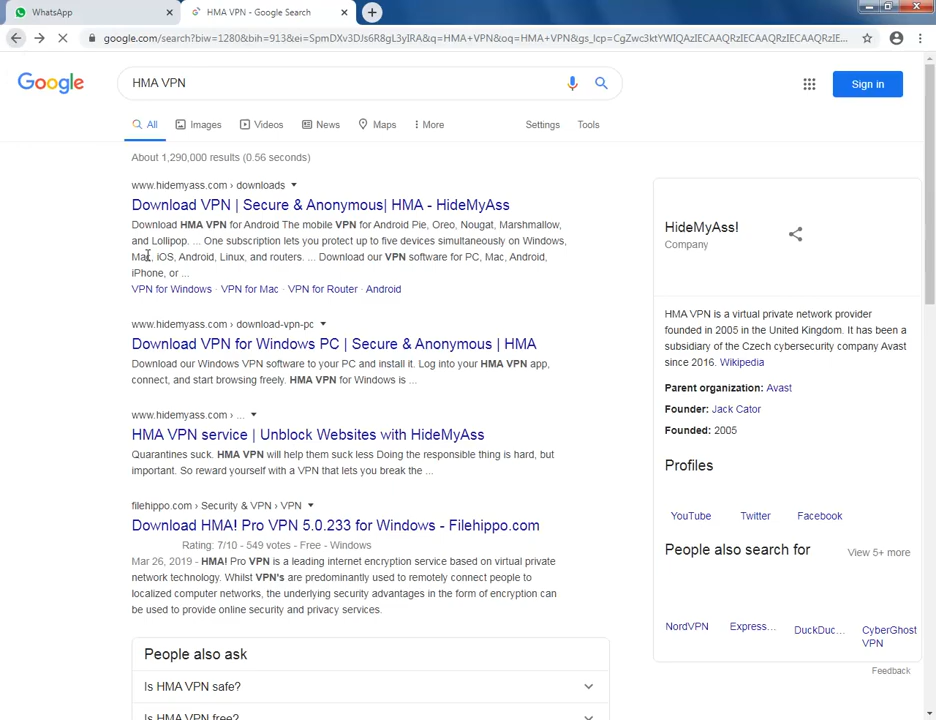 WhatsApp
HMA VPN - Google Search
google.com/search?biw=1280&bih=913&ei=SpmDXv3DJs6R8gL3yIRA&q=HMA+VPN&oq=HMA+VPN&gs_lcp=CgZwc3ktYWIQAzIECAAQRzIECAAQRzIECAAQRzIECAAQRzIE...
Google
HMA VPN
Sign in
All
Images
Videos
News
Maps
More
Settings
Tools
About 1,290,000 results (0.56 seconds)
www.hidemyass.com › downloads
Download VPN | Secure & Anonymous| HMA - HideMyAss
Download HMA VPN for Android The mobile VPN for Android Pie, Oreo, Nougat, Marshmallow,
and Lollipop. ... One subscription lets you protect up to five devices simultaneously on Windows,
Mac, iOS, Android, Linux, and routers. ... Download our VPN software for PC, Mac, Android,
iPhone, or ...
VPN for Windows · VPN for Mac · VPN for Router · Android
www.hidemyass.com › download-vpn-pc
Download VPN for Windows PC | Secure & Anonymous | HMA
Download our Windows VPN software to your PC and install it. Log into your HMA VPN app,
connect, and start browsing freely. HMA VPN for Windows is ...
www.hidemyass.com › ...
HMA VPN service | Unblock Websites with HideMyAss
Quarantines suck. HMA VPN will help them suck less Doing the responsible thing is hard, but
important. So reward yourself with a VPN that lets you break the ...
filehippo.com › Security & VPN › VPN
Download HMA! Pro VPN 5.0.233 for Windows - Filehippo.com
Rating: 7/10 - 549 votes - Free - Windows
Mar 26, 2019 - HMA! Pro VPN is a leading internet encryption service based on virtual private
network technology. Whilst VPN's are predominantly used to remotely connect people to
localized computer networks, the underlying security advantages in the form of encryption can
be used to provide online security and privacy services.
People also ask
Is HMA VPN safe?
Is HMA VPN free?
HideMyAss!
Company
HMA VPN is a virtual private network provider
founded in 2005 in the United Kingdom. It has been a
subsidiary of the Czech cybersecurity company Avast
since 2016. Wikipedia
Parent organization: Avast
Founder: Jack Cator
Founded: 2005
Profiles
YouTube
Twitter
Facebook
People also search for
View 5+ more
NordVPN
Express...
DuckDuc...
CyberGhost
VPN
Feedback